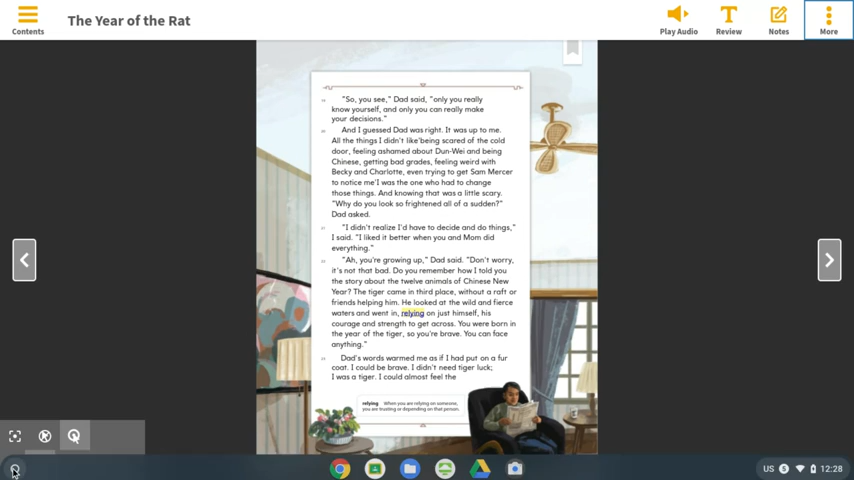 The Year of the Rat
Contents
Play Audio
Review
Notes
More
19 "So, you see," Dad said, "only you really
know yourself, and only you can really make
your decisions."
20 And I guessed Dad was right. It was up to me.
All the things I didn't like'being scared of the cold
door, feeling ashamed about Dun-Wei and being
Chinese, getting bad grades, feeling weird with
Becky and Charlotte, even trying to get Sam Mercer
to notice me'I was the one who had to change
those things. And knowing that was a little scary.
"Why do you look so frightened all of a sudden?"
Dad asked.
21 "I didn't realize I'd have to decide and do things,"
I said. "I liked it better when you and Mom did
everything."
22 "Ah, you're growing up," Dad said. "Don't worry,
it's not that bad. Do you remember how I told you
the story about the twelve animals of Chinese New
Year? The tiger came in third place, without a raft or
friends helping him. He looked at the wild and fierce
waters and went in, relying on just himself, his
courage and strength to get across. You were born in
the year of the tiger, so you're brave. You can face
anything."
23 Dad's words warmed me as if I had put on a fur
coat. I could be brave. I didn't need tiger luck;
I was a tiger. I could almost feel the
relying When you are relying on someone,
you are trusting or depending on that person.
US
12:28